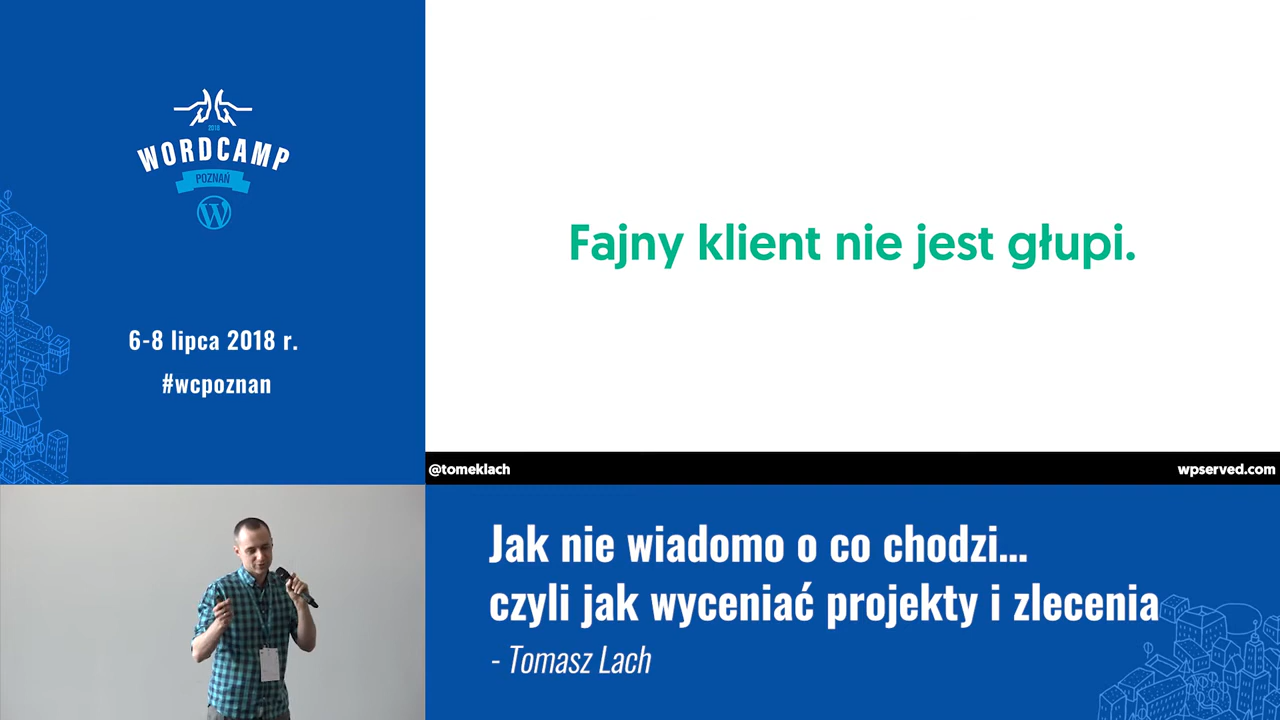 2018
WORDCAMP
POZNAŃ
6-8 lipca 2018 r.
#wcpoznan
Fajny klient nie jest głupi.
@tomeklach
wpserved.com
Jak nie wiadomo o co chodzi...
czyli jak wyceniać projekty i zlecenia
- Tomasz Lach